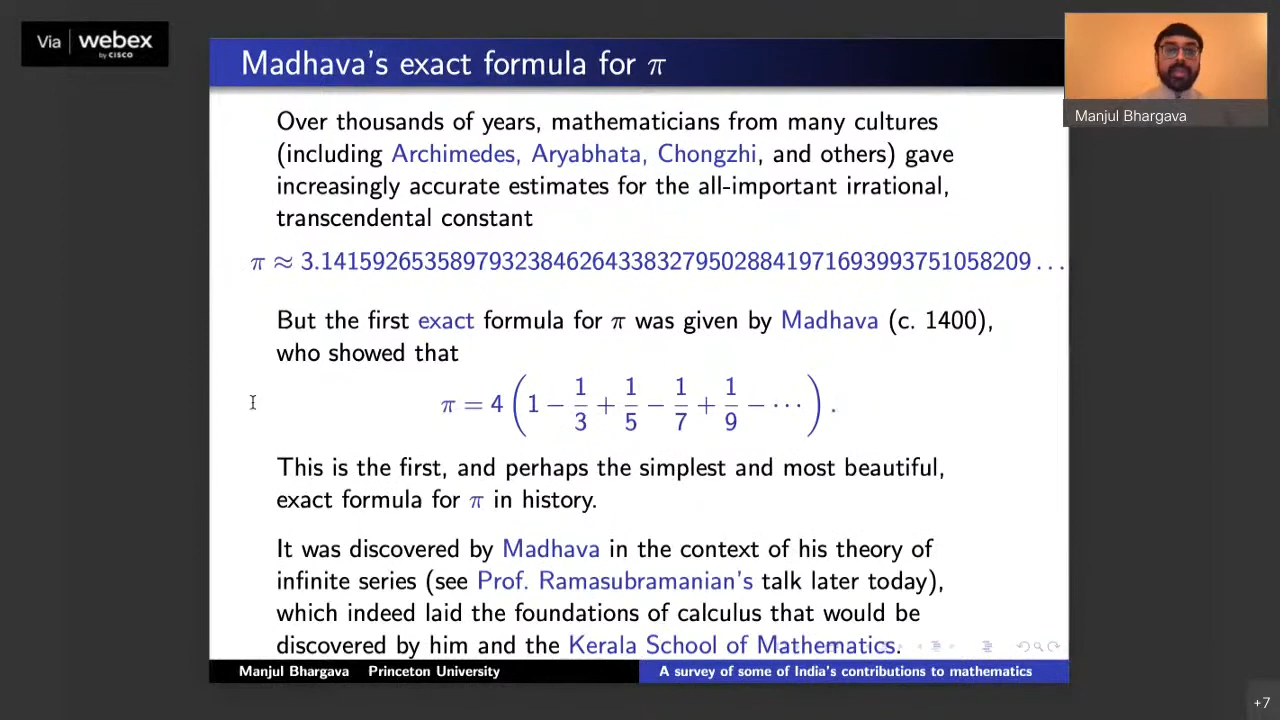 Via webex
by CISCO
Madhava's exact formula for π
Manjul Bhargava
Over thousands of years, mathematicians from many cultures
(including Archimedes, Aryabhata, Chongzhi, and others) gave
increasingly accurate estimates for the all-important irrational,
transcendental constant
π ≈ 3.14159265358979323846264338327950288419716939937​51058209...
But the first exact formula for π was given by Madhava (c. 1400),
who showed that
π = 4 (1 − 1/3 + 1/5 − 1/7 + 1/9 − ⋯).
This is the first, and perhaps the simplest and most beautiful,
exact formula for π in history.
It was discovered by Madhava in the context of his theory of
infinite series (see Prof. Ramasubramanian's talk later today),
which indeed laid the foundations of calculus that would be
discovered by him and the Kerala School of Mathematics.
Manjul Bhargava Princeton University A survey of some of India's contributions to mathematics
+7